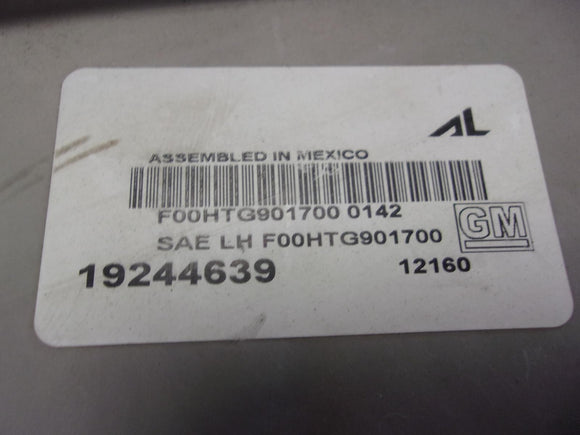 AL
ASSEMBLED IN MEXICO
F00HTG901700 0142
SAE LH F00HTG901700
GM
19244639 12160